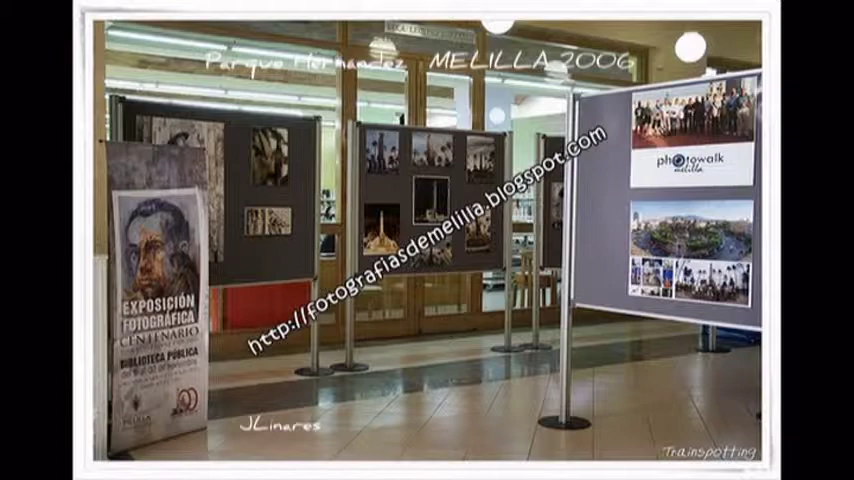 Parque Hernandez MELILLA 2006
http://fotografiasdemelilla.blogspot.com
photowalk
melilla
EXPOSICIÓN
FOTOGRÁFICA
CENTENARIO
BIBLIOTECA PÚBLICA
JLinares
Trainspotting